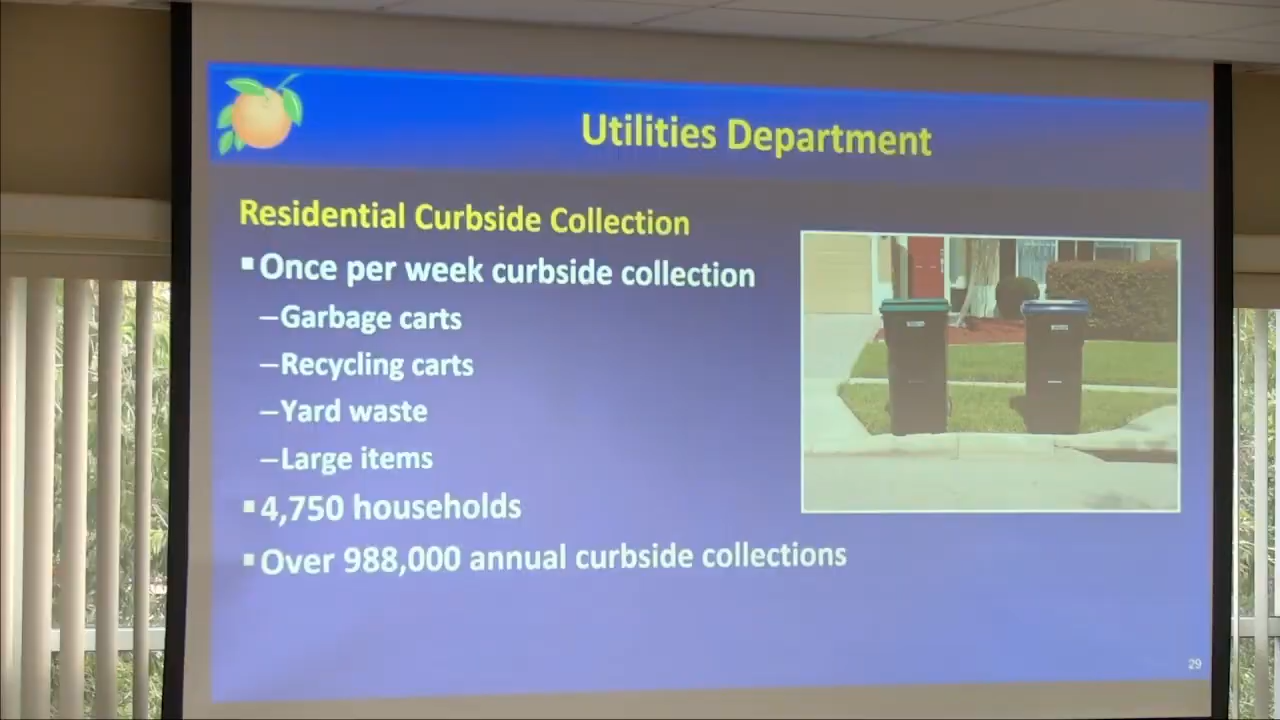 Utilities Department
Residential Curbside Collection
▪Once per week curbside collection
–Garbage carts
–Recycling carts
–Yard waste
–Large items
▪4,750 households
▪Over 988,000 annual curbside collections
29